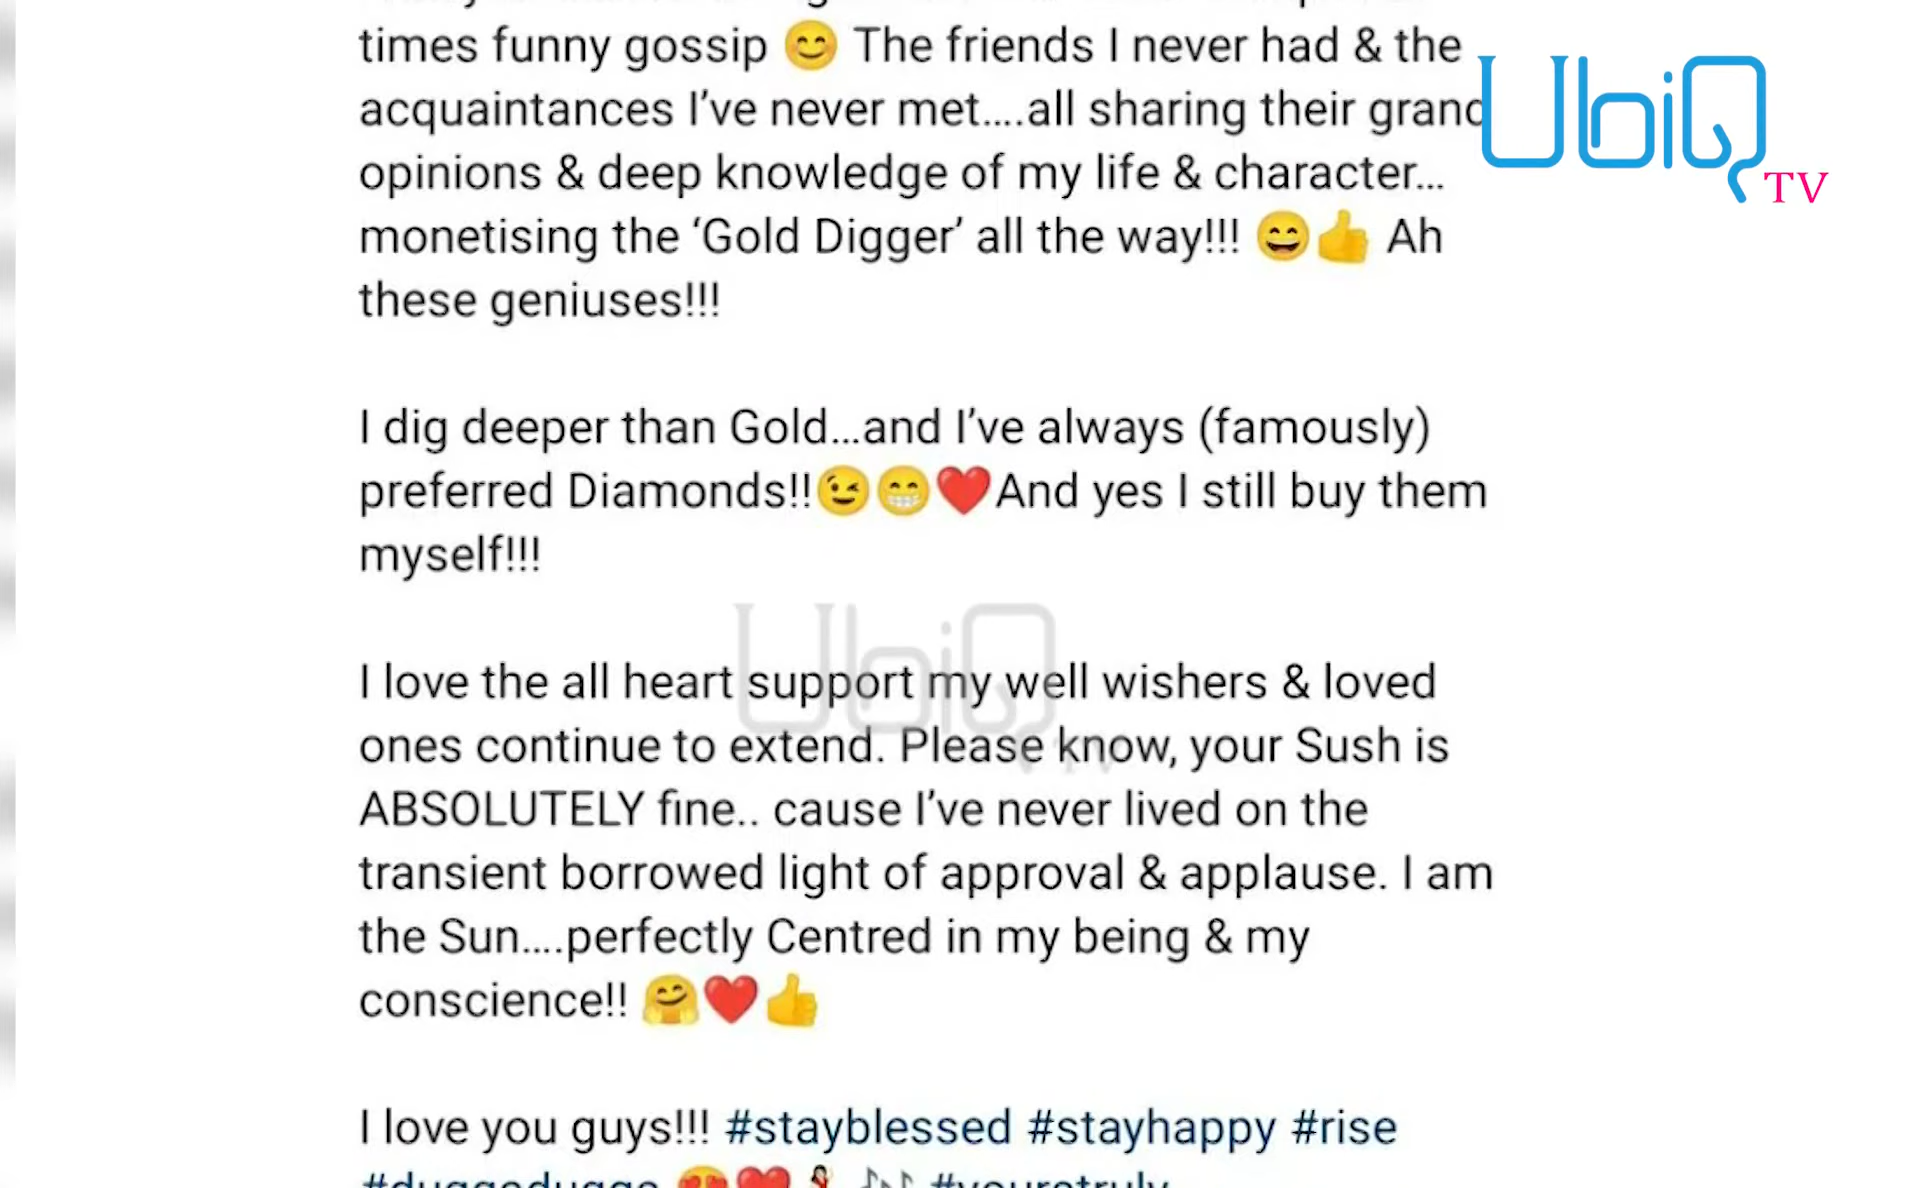 times funny gossip 😊 The friends I never had & the
acquaintances I’ve never met....all sharing their grand
opinions & deep knowledge of my life & character...
monetising the ‘Gold Digger’ all the way!!! 😄👍 Ah
these geniuses!!!
I dig deeper than Gold...and I’ve always (famously)
preferred Diamonds!!😉😁❤️And yes I still buy them
myself!!!
I love the all heart support my well wishers & loved
ones continue to extend. Please know, your Sush is
ABSOLUTELY fine.. cause I’ve never lived on the
transient borrowed light of approval & applause. I am
the Sun....perfectly Centred in my being & my
conscience!! 🤗❤️👍
I love you guys!!! #stayblessed #stayhappy #rise
#duggadugga 😍❤️💃🎶 #yourstruly
UbiQ
TV
UbiQ
TV